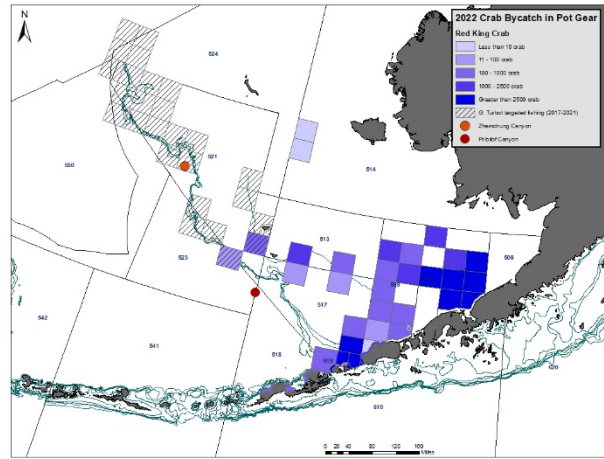 N
2022 Crab Bycatch in Pot Gear
Red King Crab
Less than 10 crab
11 - 100 crab
100 - 1000 crab
1000 - 2500 crab
Greater than 2500 crab
G. Turbot targeted fishing (2017-2021)
Zhemchung Canyon
Pribilof Canyon
524
550
521
514
513
508
523
517
542
541
518
519
620
610
0 20 40 80 120 160
Miles